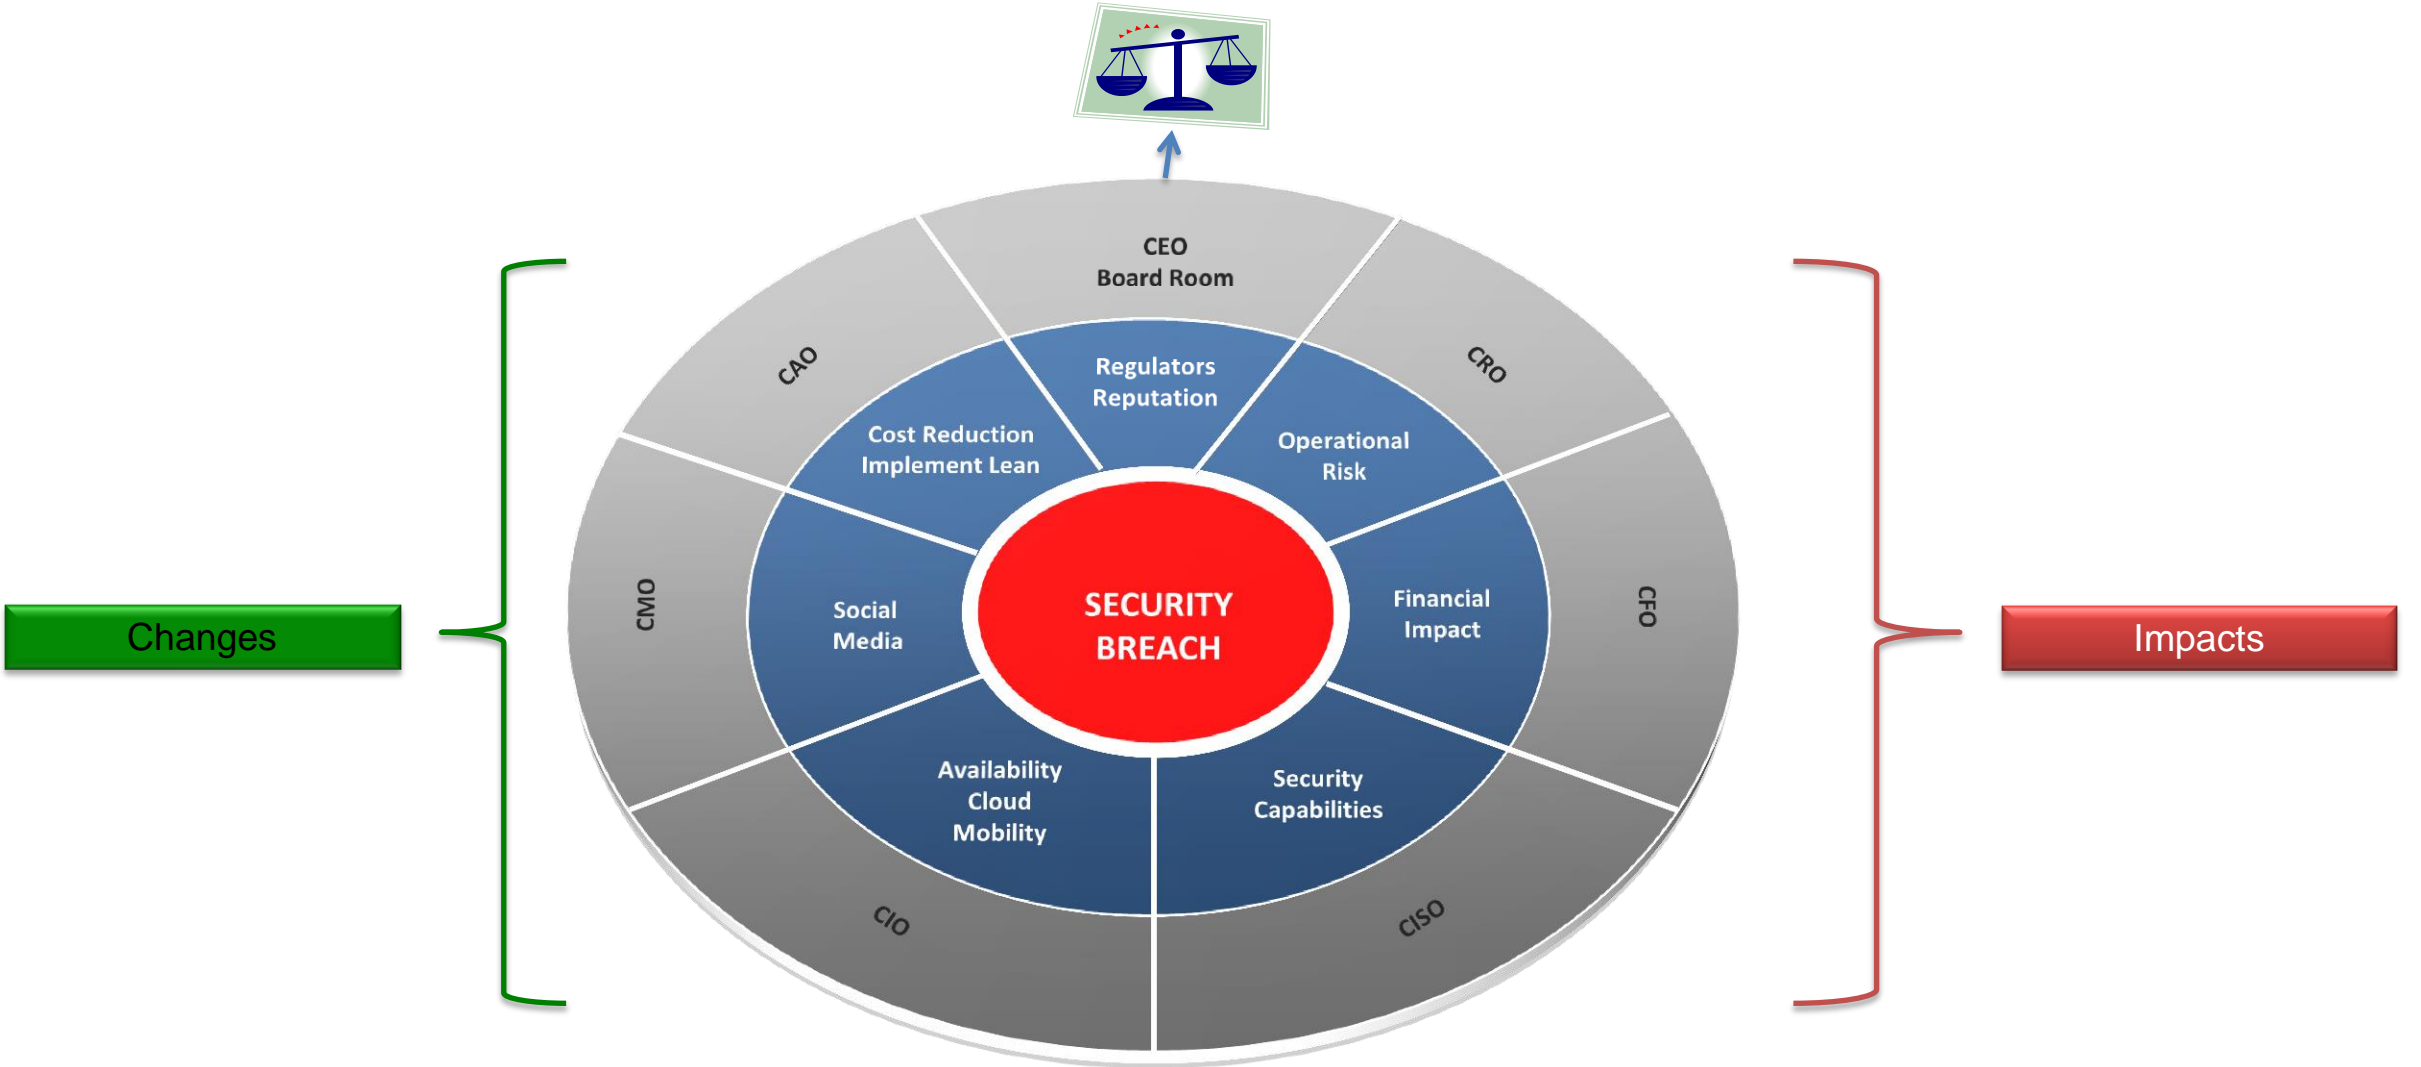 CEO
Board Room
CAO
CRO
Regulators
Reputation
Cost Reduction
Implement Lean
Operational
Risk
Changes
CMO
Social
Media
SECURITY
BREACH
Financial
Impact
CFO
Impacts
Availability
Cloud
Mobility
Security
Capabilities
CIO
CISO